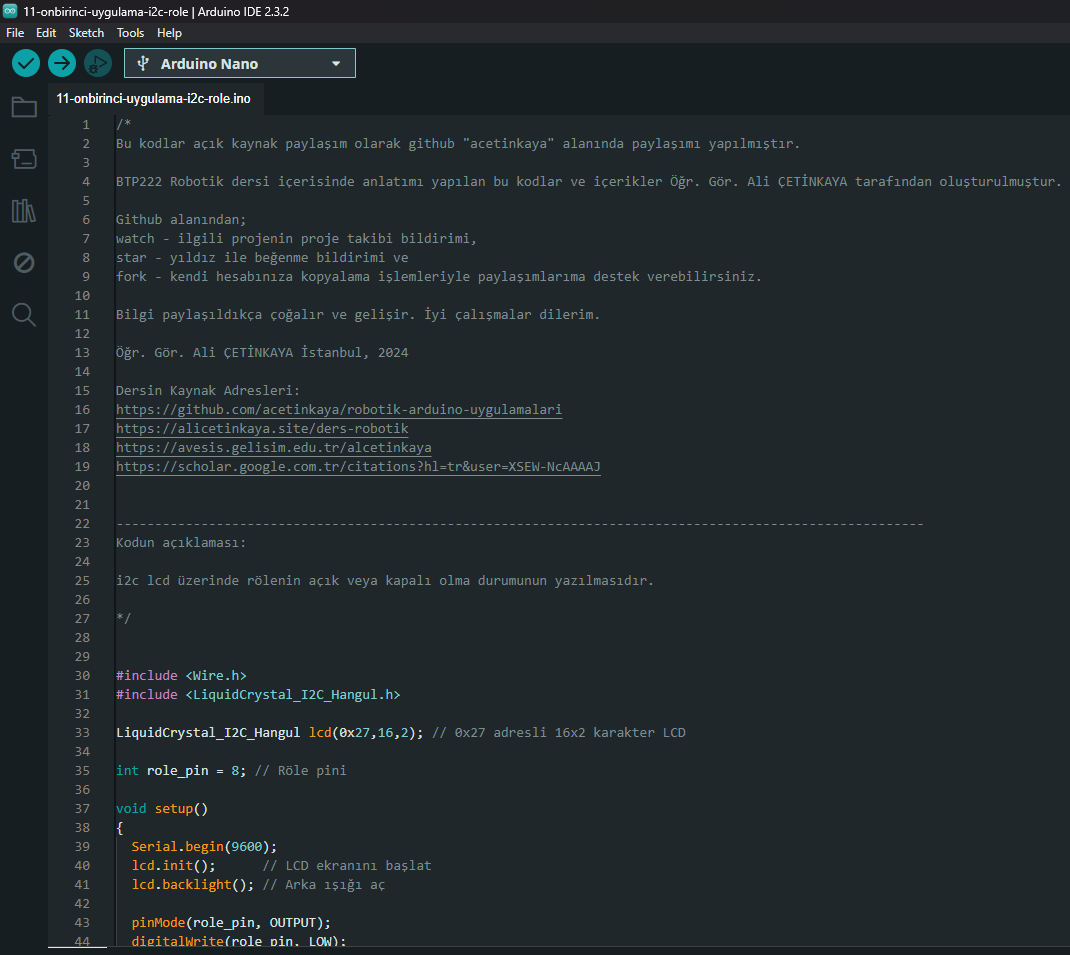 11-onbirinci-uygulama-i2c-role | Arduino IDE 2.3.2
File Edit Sketch Tools Help
Arduino Nano
11-onbirinci-uygulama-i2c-role.ino
1 /*
2 Bu kodlar açık kaynak paylaşım olarak github "acetinkaya" alanında paylaşımı yapılmıştır.
3
4 BTP222 Robotik dersi içerisinde anlatımı yapılan bu kodlar ve içerikler Öğr. Gör. Ali ÇETİNKAYA tarafından oluşturulmuştur.
5
6 Github alanından;
7 watch - ilgili projenin proje takibi bildirimi,
8 star - yıldız ile beğenme bildirimi ve
9 fork - kendi hesabınıza kopyalama işlemleriyle paylaşımlarıma destek verebilirsiniz.
10
11 Bilgi paylaşıldıkça çoğalır ve gelişir. İyi çalışmalar dilerim.
12
13 Öğr. Gör. Ali ÇETİNKAYA İstanbul, 2024
14
15 Dersin Kaynak Adresleri:
16 https://github.com/acetinkaya/robotik-arduino-uygulamalari
17 https://alicetinkaya.site/ders-robotik
18 https://avesis.gelisim.edu.tr/alcetinkaya
19 https://scholar.google.com.tr/citations?hl=tr&user=XSEW-NcAAAAJ
20
21
22 ---------------------------------------------------------------------------------------------------------
23 Kodun açıklaması:
24
25 i2c lcd üzerinde rölenin açık veya kapalı olma durumunun yazılmasıdır.
26
27 */
28
29
30 #include <Wire.h>
31 #include <LiquidCrystal_I2C_Hangul.h>
32
33 LiquidCrystal_I2C_Hangul lcd(0x27,16,2); // 0x27 adresli 16x2 karakter LCD
34
35 int role_pin = 8; // Röle pini
36
37 void setup()
38 {
39 Serial.begin(9600);
40 lcd.init(); // LCD ekranını başlat
41 lcd.backlight(); // Arka ışığı aç
42
43 pinMode(role_pin, OUTPUT);
44 digitalWrite(role_pin, LOW);